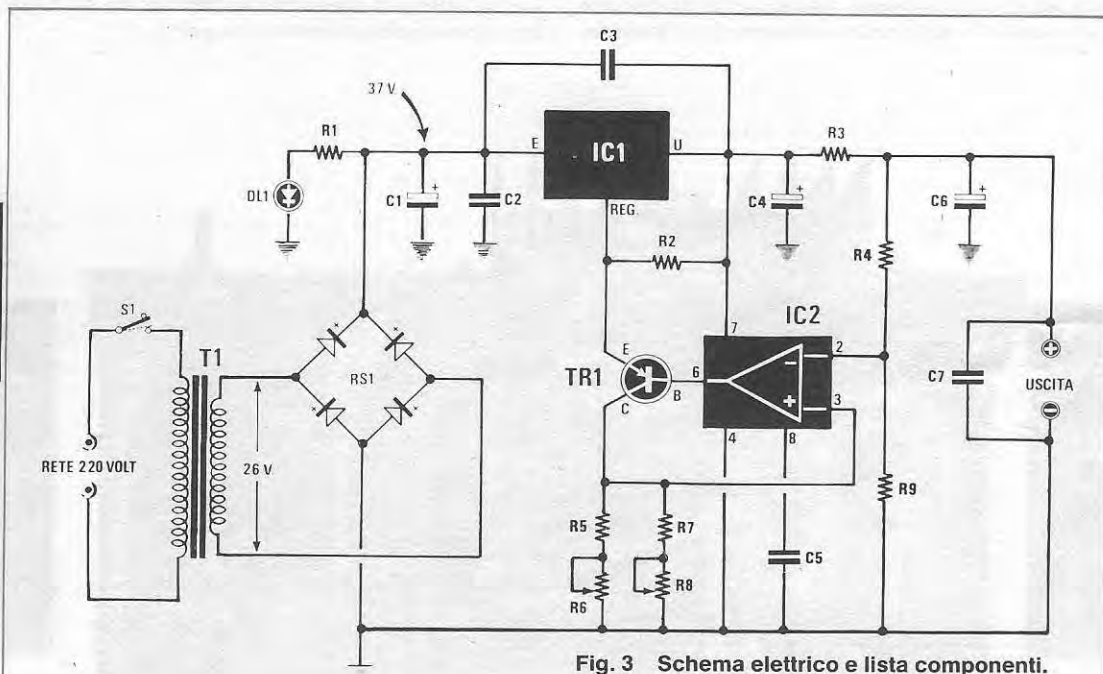 C3
37 V.
R1
E
IC1
U
R3
DL1
C1
+
C2
REG.
C4
+
C6
+
R2
R4
S1
T1
IC2
7
E
TR1
C
B
6
2
-
+
3
4
8
C7
+
USCITA
-
RS1
RETE 220 VOLT
26 V.
R5
R7
R9
R6
R8
C5
Fig. 3 Schema elettrico e lista componenti.